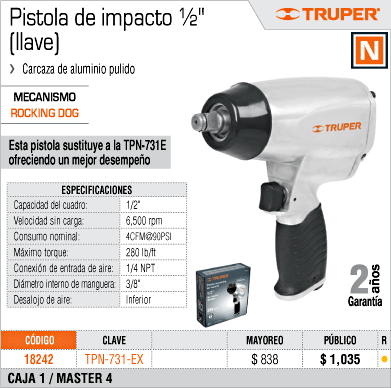 Pistola de impacto ½"
(llave)
TRUPER
› Carcaza de aluminio pulido
N
MECANISMO
ROCKING DOG
TRUPER
Esta pistola sustituye a la TPN-731E
ofreciendo un mejor desempeño
ESPECIFICACIONES
Capacidad del cuadro: 1/2"
Velocidad sin carga: 6,500 rpm
Consumo nominal: 4CFM@90PSI
Máximo torque: 280 lb/ft
Conexión de entrada de aire: 1/4 NPT
Diámetro interno de manguera: 3/8"
Desalojo de aire: Inferior
2 años
Garantía
CÓDIGO CLAVE MAYOREO PÚBLICO R
18242 TPN-731-EX $ 838 $ 1,035
CAJA 1 / MASTER 4